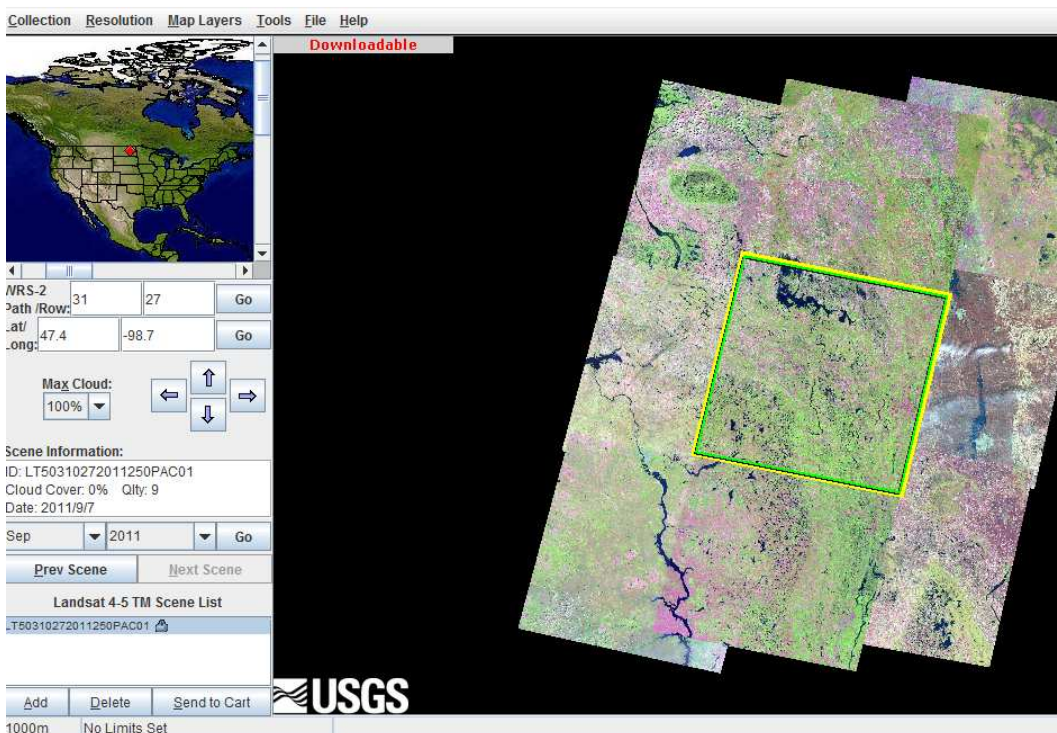 Collection Resolution Map Layers Tools File Help
Downloadable
WRS-2
Path /Row: 31 27 Go
Lat/
Long: 47.4 -98.7 Go
Max Cloud:
100%
Scene Information:
ID: LT50310272011250PAC01
Cloud Cover: 0% Qlty: 9
Date: 2011/9/7
Sep 2011 Go
Prev Scene Next Scene
Landsat 4-5 TM Scene List
LT50310272011250PAC01
Add Delete Send to Cart
USGS
1000m No Limits Set